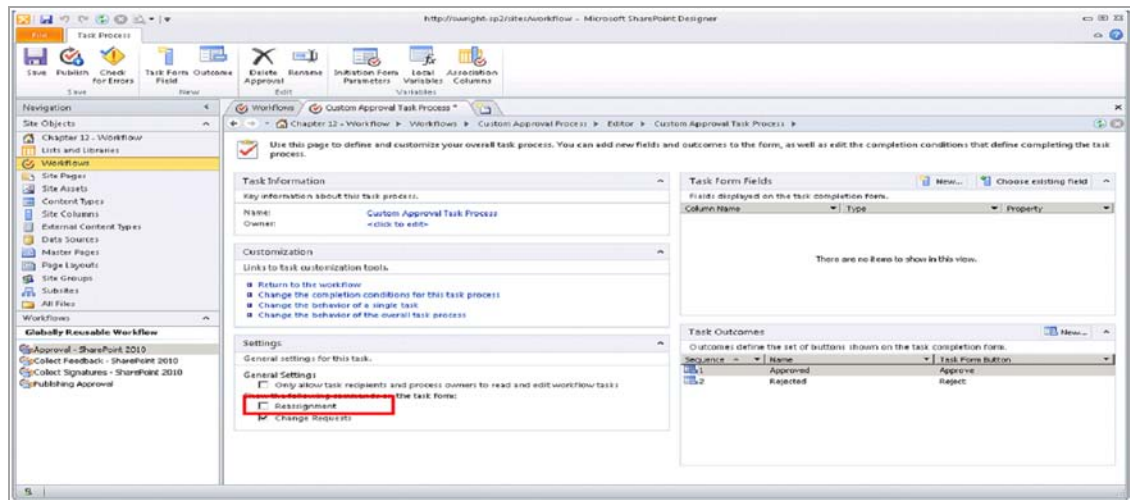 http://swright-sp2/sites/workflow - Microsoft SharePoint Designer
File
Task Process
Save
Publish
Check for Errors
Task Form Field
Outcome
Delete Approval
Rename
Initiation Form Parameters
Local Variables
Association Columns
Save
New
Edit
Variables
Navigation
Workflows
Custom Approval Task Process *
Site Objects
Chapter 12 - Workflow
Workflows
Custom Approval Process
Editor
Custom Approval Task Process
Chapter 12 - Workflow
Lists and Libraries
Workflows
Site Pages
Site Assets
Content Types
Site Columns
External Content Types
Data Sources
Master Pages
Page Layouts
Site Groups
Subsites
All Files
Workflows
Globally Reusable Workflow
Approval - SharePoint 2010
Collect Feedback - SharePoint 2010
Collect Signatures - SharePoint 2010
Publishing Approval
Use this page to define and customize your overall task process. You can add new fields and outcomes to the form, as well as edit the completion conditions that define completing the task
process.
Task Information
Key information about this task process.
Name: Custom Approval Task Process
Owner: <click to edit>
Customization
Links to task customization tools.
Return to the workflow
Change the completion conditions for this task process
Change the behavior of a single task
Change the behavior of the overall task process
Settings
General settings for this task.
General Settings
Only allow task recipients and process owners to read and edit workflow tasks
Show the following commands on the task form:
Reassignment
Change Requests
Task Form Fields
New...
Choose existing field
Fields displayed on the task completion form.
Column Name
Type
Property
There are no items to show in this view.
Task Outcomes
New...
Outcomes define the set of buttons shown on the task completion form.
Sequence
Name
Task Form Button
1 Approved Approve
2 Rejected Reject